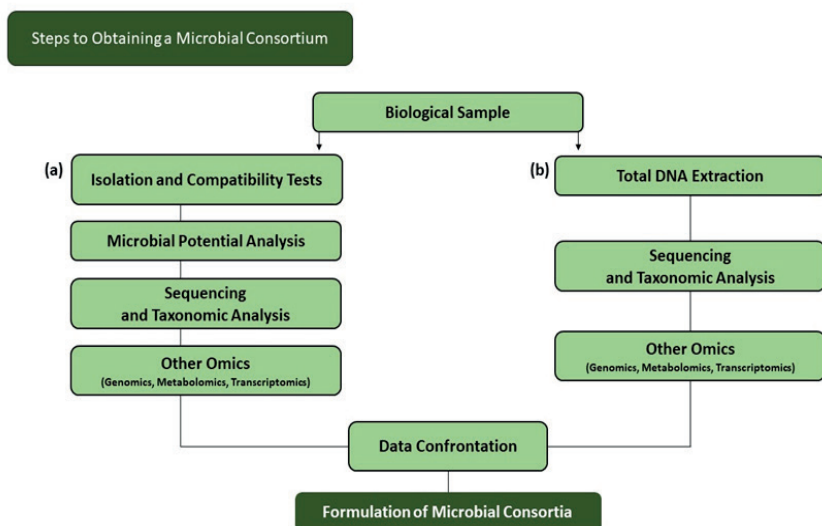 Steps to Obtaining a Microbial Consortium
Biological Sample
(a)
Isolation and Compatibility Tests
Microbial Potential Analysis
Sequencing
and Taxonomic Analysis
Other Omics
(Genomics, Metabolomics, Transcriptomics)
(b)
Total DNA Extraction
Sequencing
and Taxonomic Analysis
Other Omics
(Genomics, Metabolomics, Transcriptomics)
Data Confrontation
Formulation of Microbial Consortia